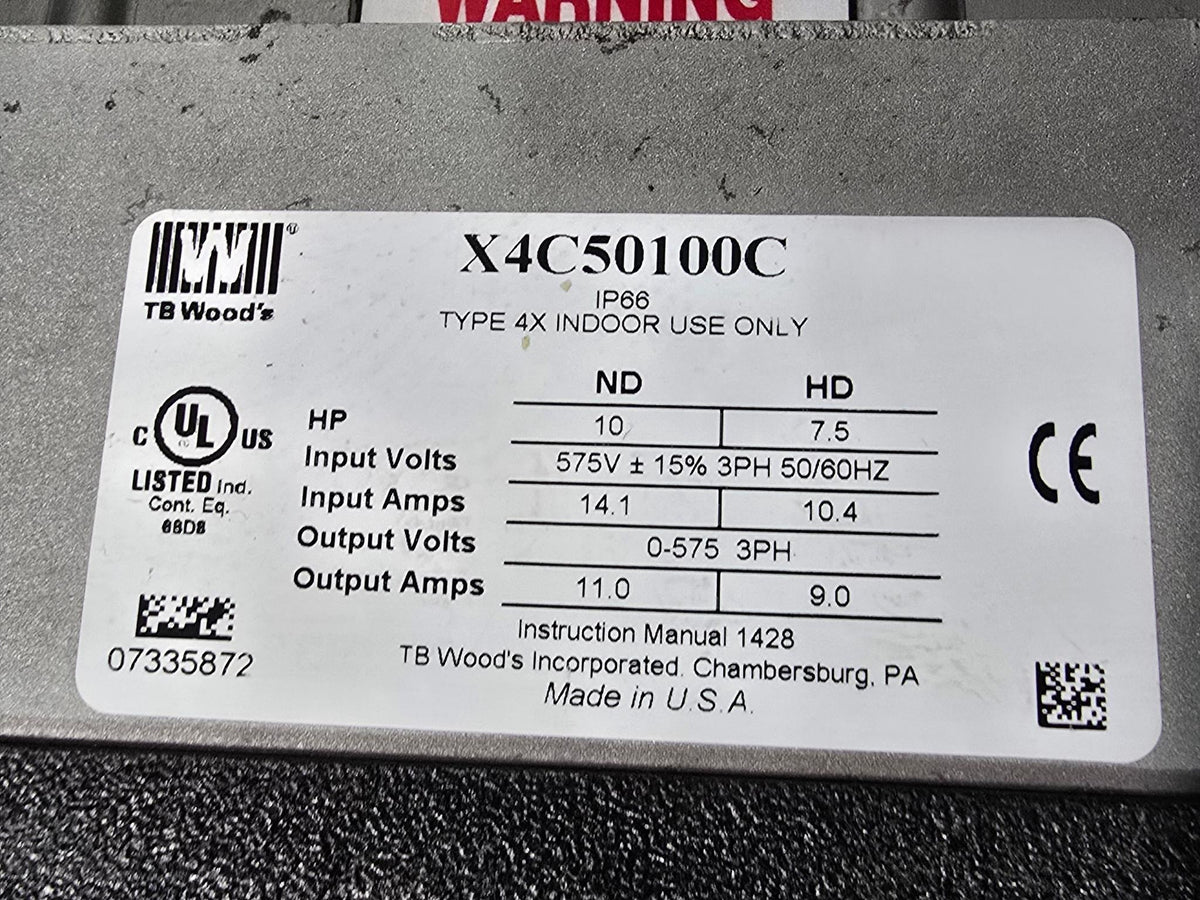 WARNING
W®
TB Wood's
X4C50100C
IP66
TYPE 4X INDOOR USE ONLY
ND HD
HP 10 7.5
Input Volts 575V ± 15% 3PH 50/60HZ
Input Amps 14.1 10.4
Output Volts 0-575 3PH
Output Amps 11.0 9.0
C UL US
LISTED Ind.
Cont. Eq.
68D8
CE
07335872
Instruction Manual 1428
TB Wood's Incorporated. Chambersburg, PA
Made in U.S.A.